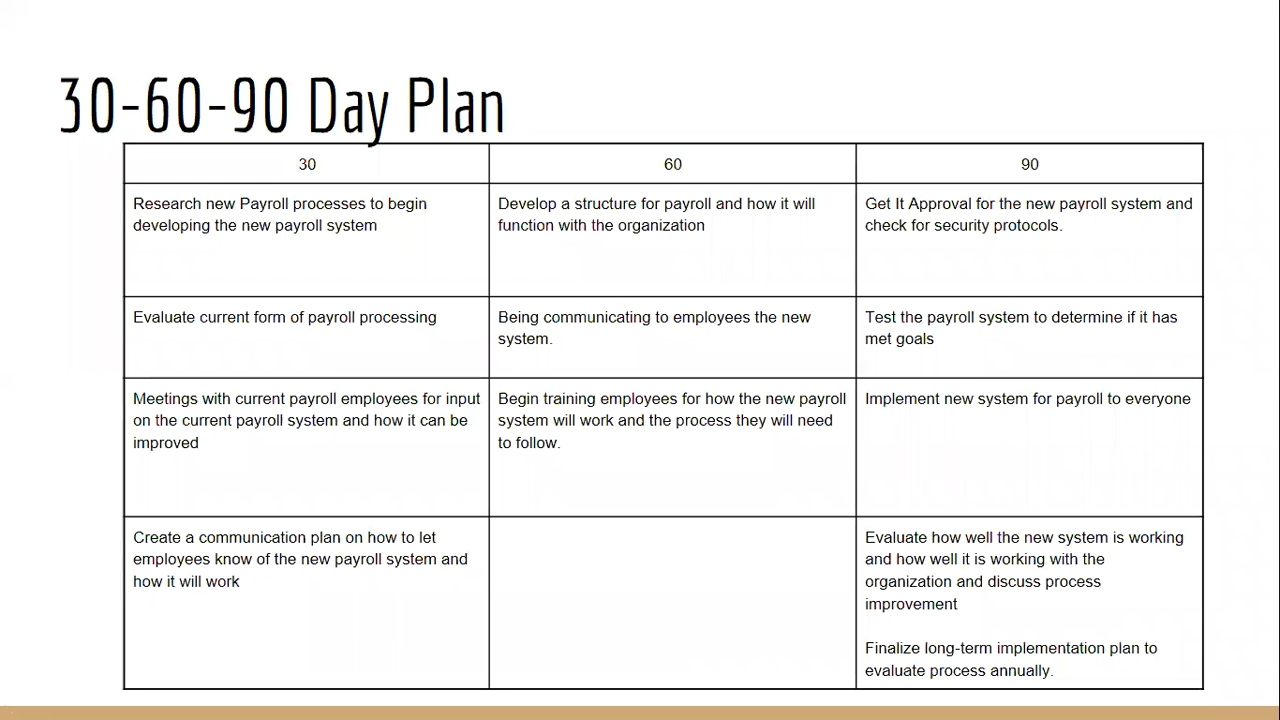 30-60-90 Day Plan
30
60
90
Research new Payroll processes to begin
developing the new payroll system
Develop a structure for payroll and how it will
function with the organization
Get It Approval for the new payroll system and
check for security protocols.
Evaluate current form of payroll processing
Being communicating to employees the new
system.
Test the payroll system to determine if it has
met goals
Meetings with current payroll employees for input
on the current payroll system and how it can be
improved
Begin training employees for how the new payroll
system will work and the process they will need
to follow.
Implement new system for payroll to everyone
Create a communication plan on how to let
employees know of the new payroll system and
how it will work
Evaluate how well the new system is working
and how well it is working with the
organization and discuss process
improvement
Finalize long-term implementation plan to
evaluate process annually.